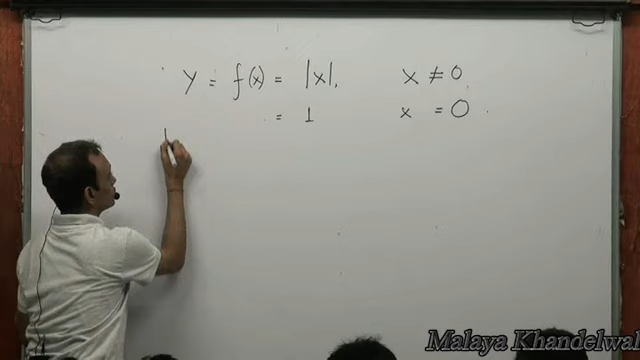 y = f(x) = |x|, x ≠ 0
= 1 x = 0
Malaya Khandelwal